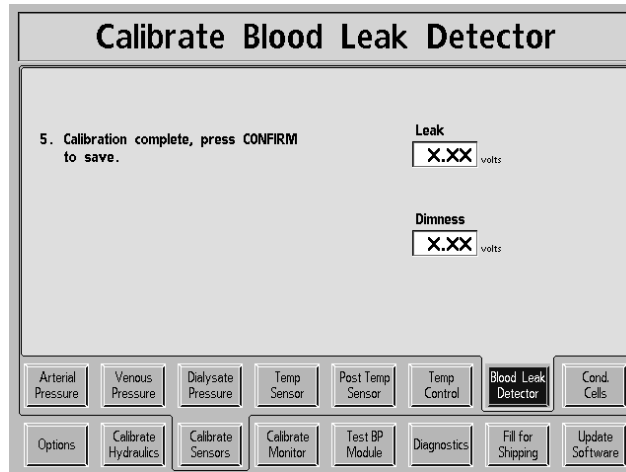 Calibrate Blood Leak Detector
5. Calibration complete, press CONFIRM
to save.
Leak
X.XX volts
Dimness
X.XX volts
Arterial
Pressure
Venous
Pressure
Dialysate
Pressure
Temp
Sensor
Post Temp
Sensor
Temp
Control
Blood Leak
Detector
Cond.
Cells
Options
Calibrate
Hydraulics
Calibrate
Sensors
Calibrate
Monitor
Test BP
Module
Diagnostics
Fill for
Shipping
Update
Software